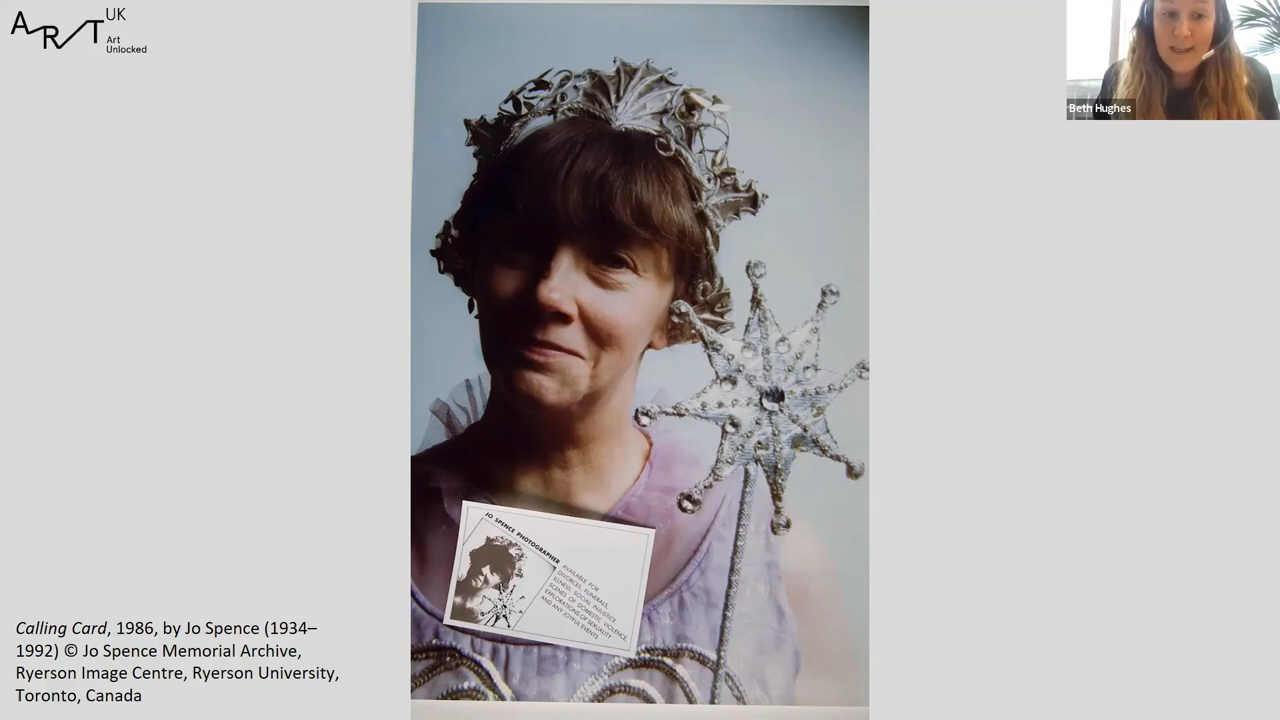 ART UK
Art
Unlocked
Beth Hughes
JO SPENCE PHOTOGRAPHER
AVAILABLE FOR
DIVORCES, FUNERALS,
ILLNESS, SOCIAL INJUSTICE,
SCENES OF DOMESTIC VIOLENCE,
EXPLORATIONS OF SEXUALITY
AND ANY JOYFUL EVENTS
Calling Card, 1986, by Jo Spence (1934–
1992) © Jo Spence Memorial Archive,
Ryerson Image Centre, Ryerson University,
Toronto, Canada